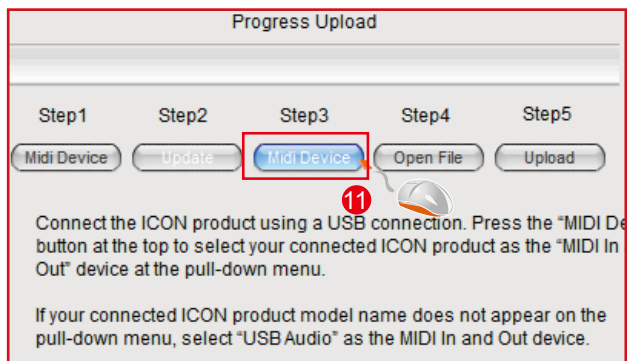 Progress Upload
Step1 Step2 Step3 Step4 Step5
Midi Device Update Midi Device Open File Upload
11
Connect the ICON product using a USB connection. Press the “MIDI De
button at the top to select your connected ICON product as the “MIDI In
Out” device at the pull-down menu.
If your connected ICON product model name does not appear on the
pull-down menu, select “USB Audio” as the MIDI In and Out device.